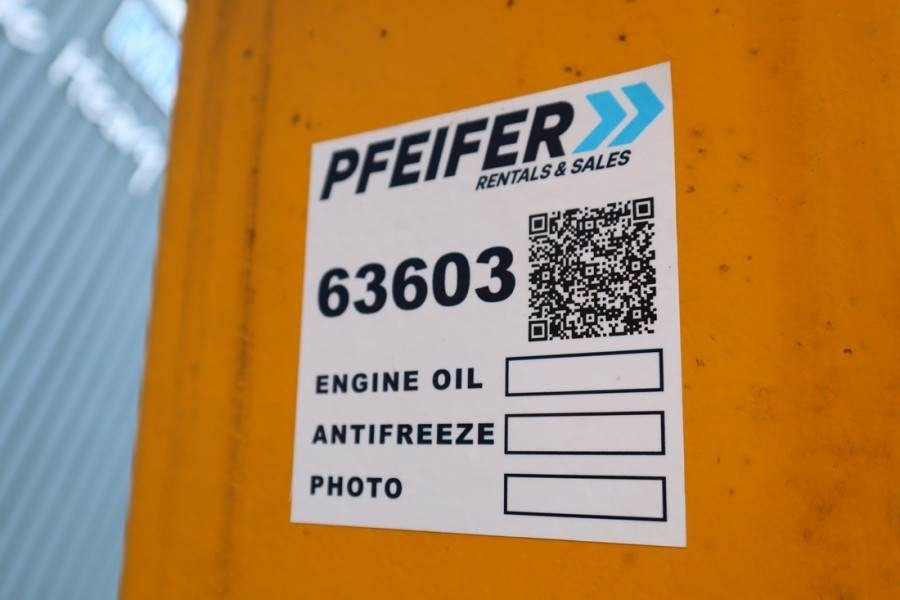 PFEIFER
RENTALS & SALES
63603
ENGINE OIL
ANTIFREEZE
PHOTO